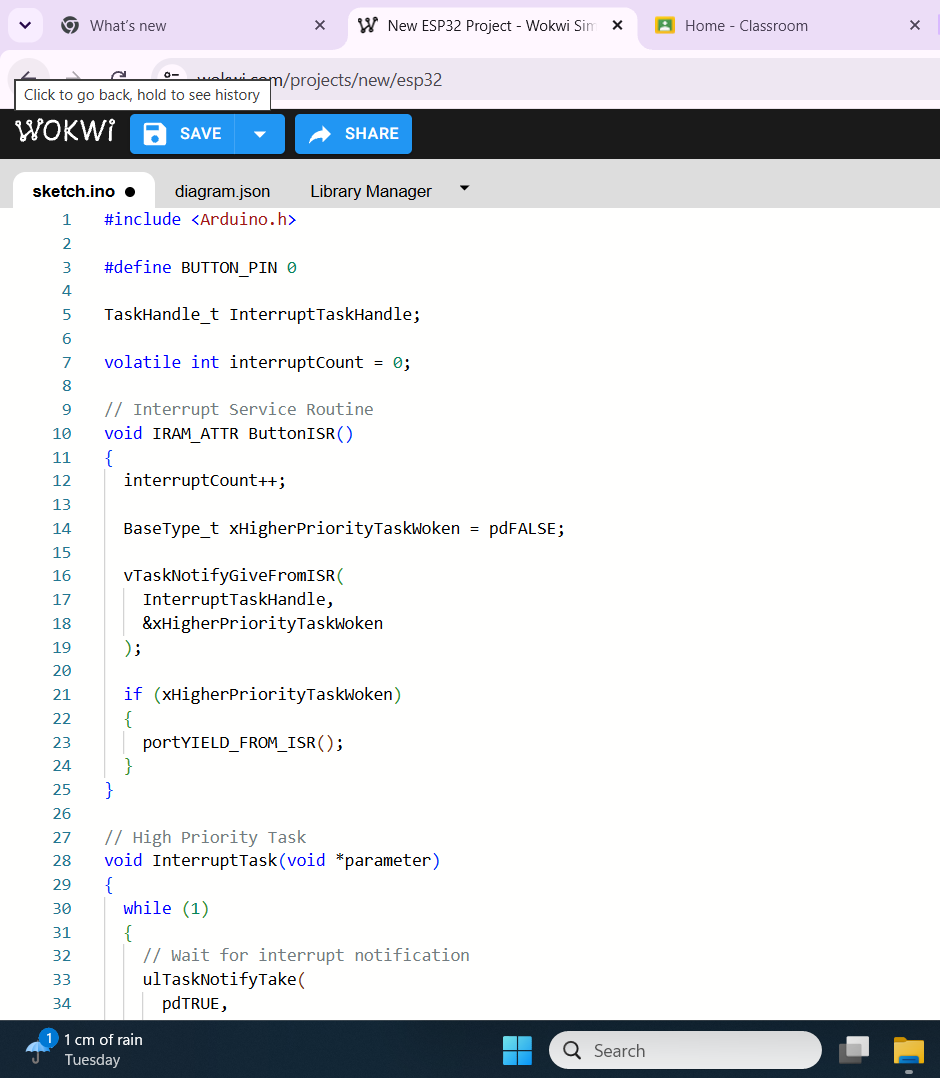 What's new
New ESP32 Project - Wokwi Sim
Home - Classroom
wokwi.com/projects/new/esp32
Click to go back, hold to see history
WOKWi
SAVE
SHARE
sketch.ino
diagram.json
Library Manager
1 #include <Arduino.h>
2
3 #define BUTTON_PIN 0
4
5 TaskHandle_t InterruptTaskHandle;
6
7 volatile int interruptCount = 0;
8
9 // Interrupt Service Routine
10 void IRAM_ATTR ButtonISR()
11 {
12 interruptCount++;
13
14 BaseType_t xHigherPriorityTaskWoken = pdFALSE;
15
16 vTaskNotifyGiveFromISR(
17 InterruptTaskHandle,
18 &xHigherPriorityTaskWoken
19 );
20
21 if (xHigherPriorityTaskWoken)
22 {
23 portYIELD_FROM_ISR();
24 }
25 }
26
27 // High Priority Task
28 void InterruptTask(void *parameter)
29 {
30 while (1)
31 {
32 // Wait for interrupt notification
33 ulTaskNotifyTake(
34 pdTRUE,
1
1 cm of rain
Tuesday
Search